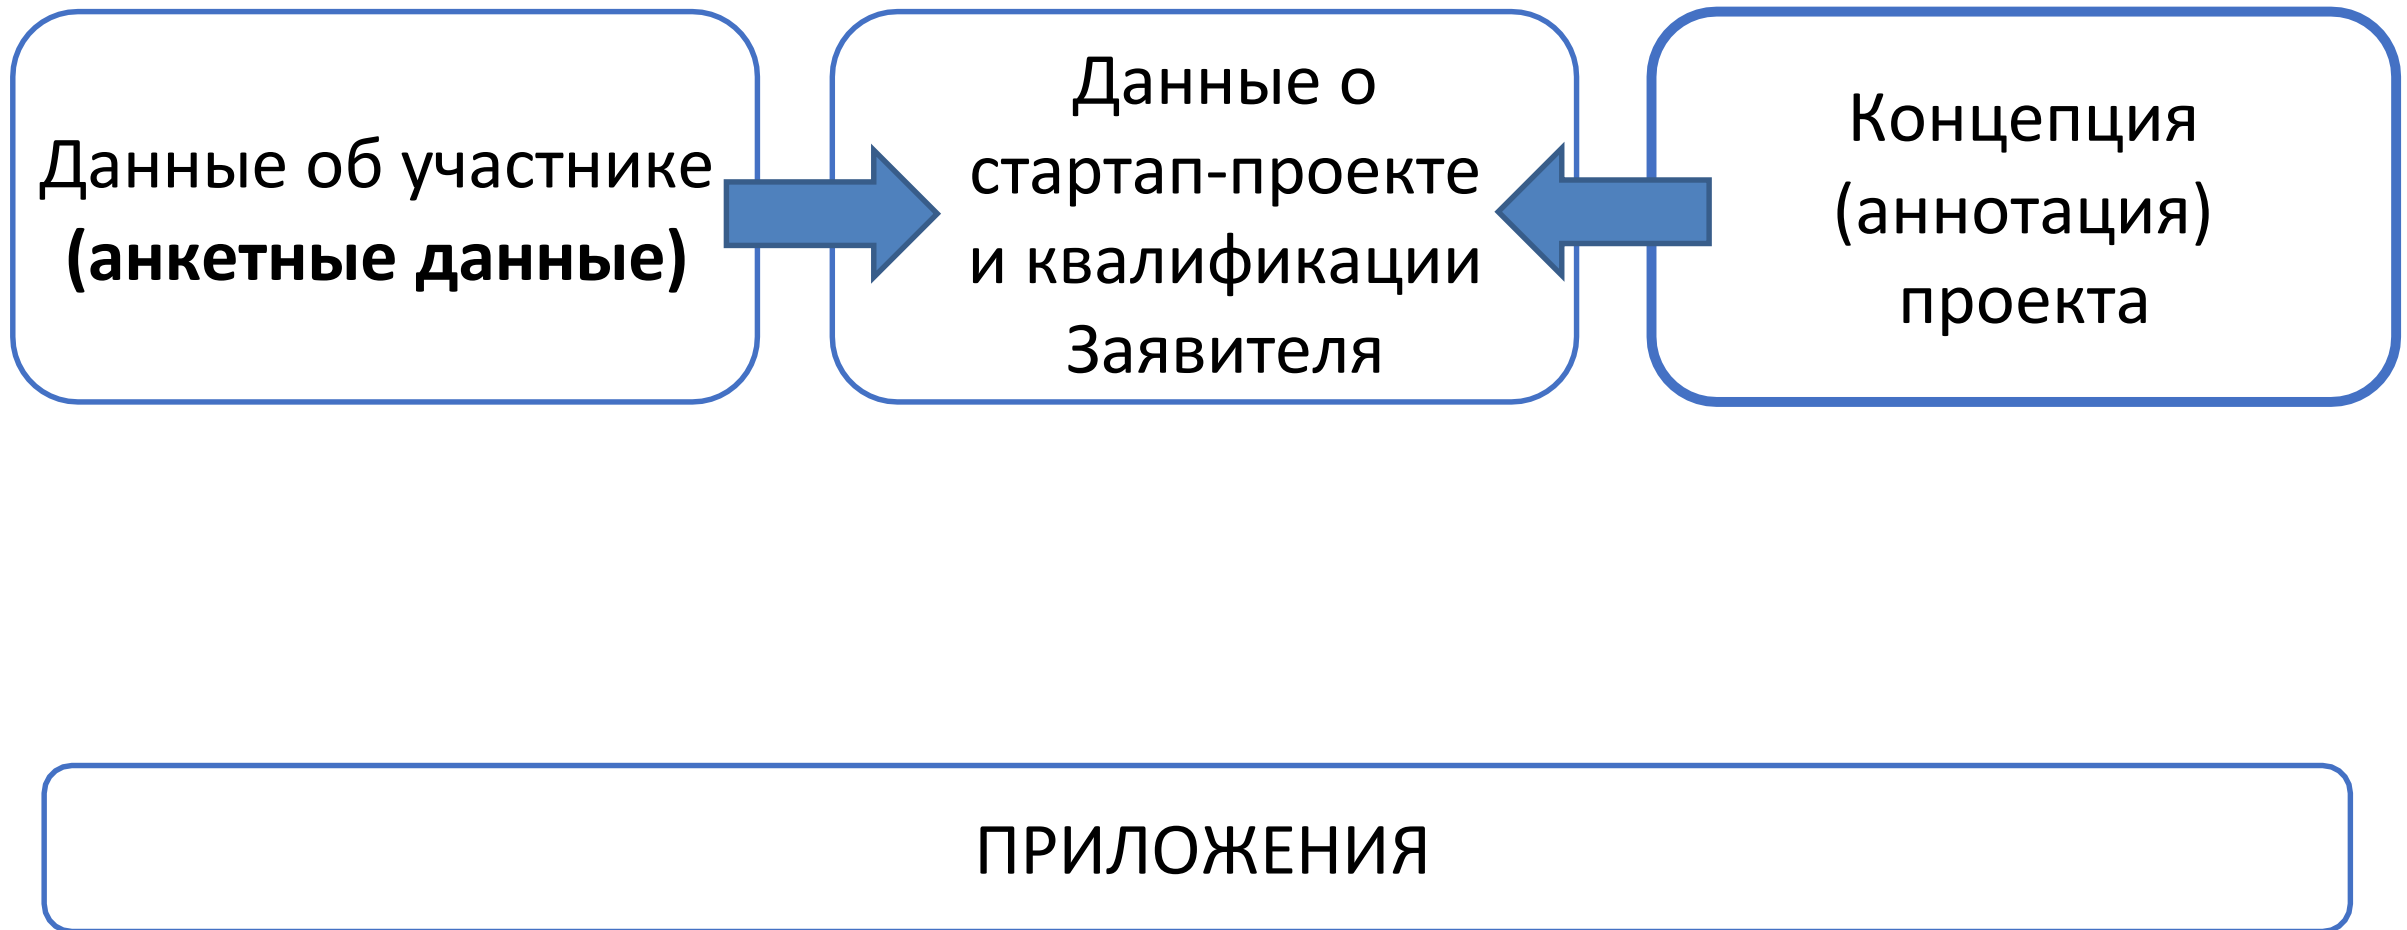 Данные об участнике
(анкетные данные)
Данные о
стартап-проекте
и квалификации
Заявителя
Концепция
(аннотация)
проекта
ПРИЛОЖЕНИЯ